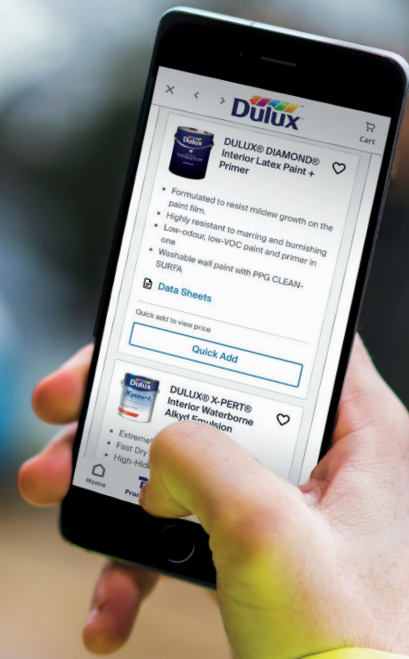 Dulux
Cart
DULUX® DIAMOND®
Interior Latex Paint +
Primer
Dulux
• Formulated to resist mildew growth on the
paint film.
• Highly resistant to marring and burnishing
• Low-odour, low-VOC paint and primer in
one
• Washable wall paint with PPG CLEAN-
SURFA
Data Sheets
Quick add to view price
Quick Add
Dulux
X-pert
DULUX® X-PERT®
Interior Waterborne
Alkyd Emulsion
• Extreme
• Fast Dry
• High-Hid
Home
Pro